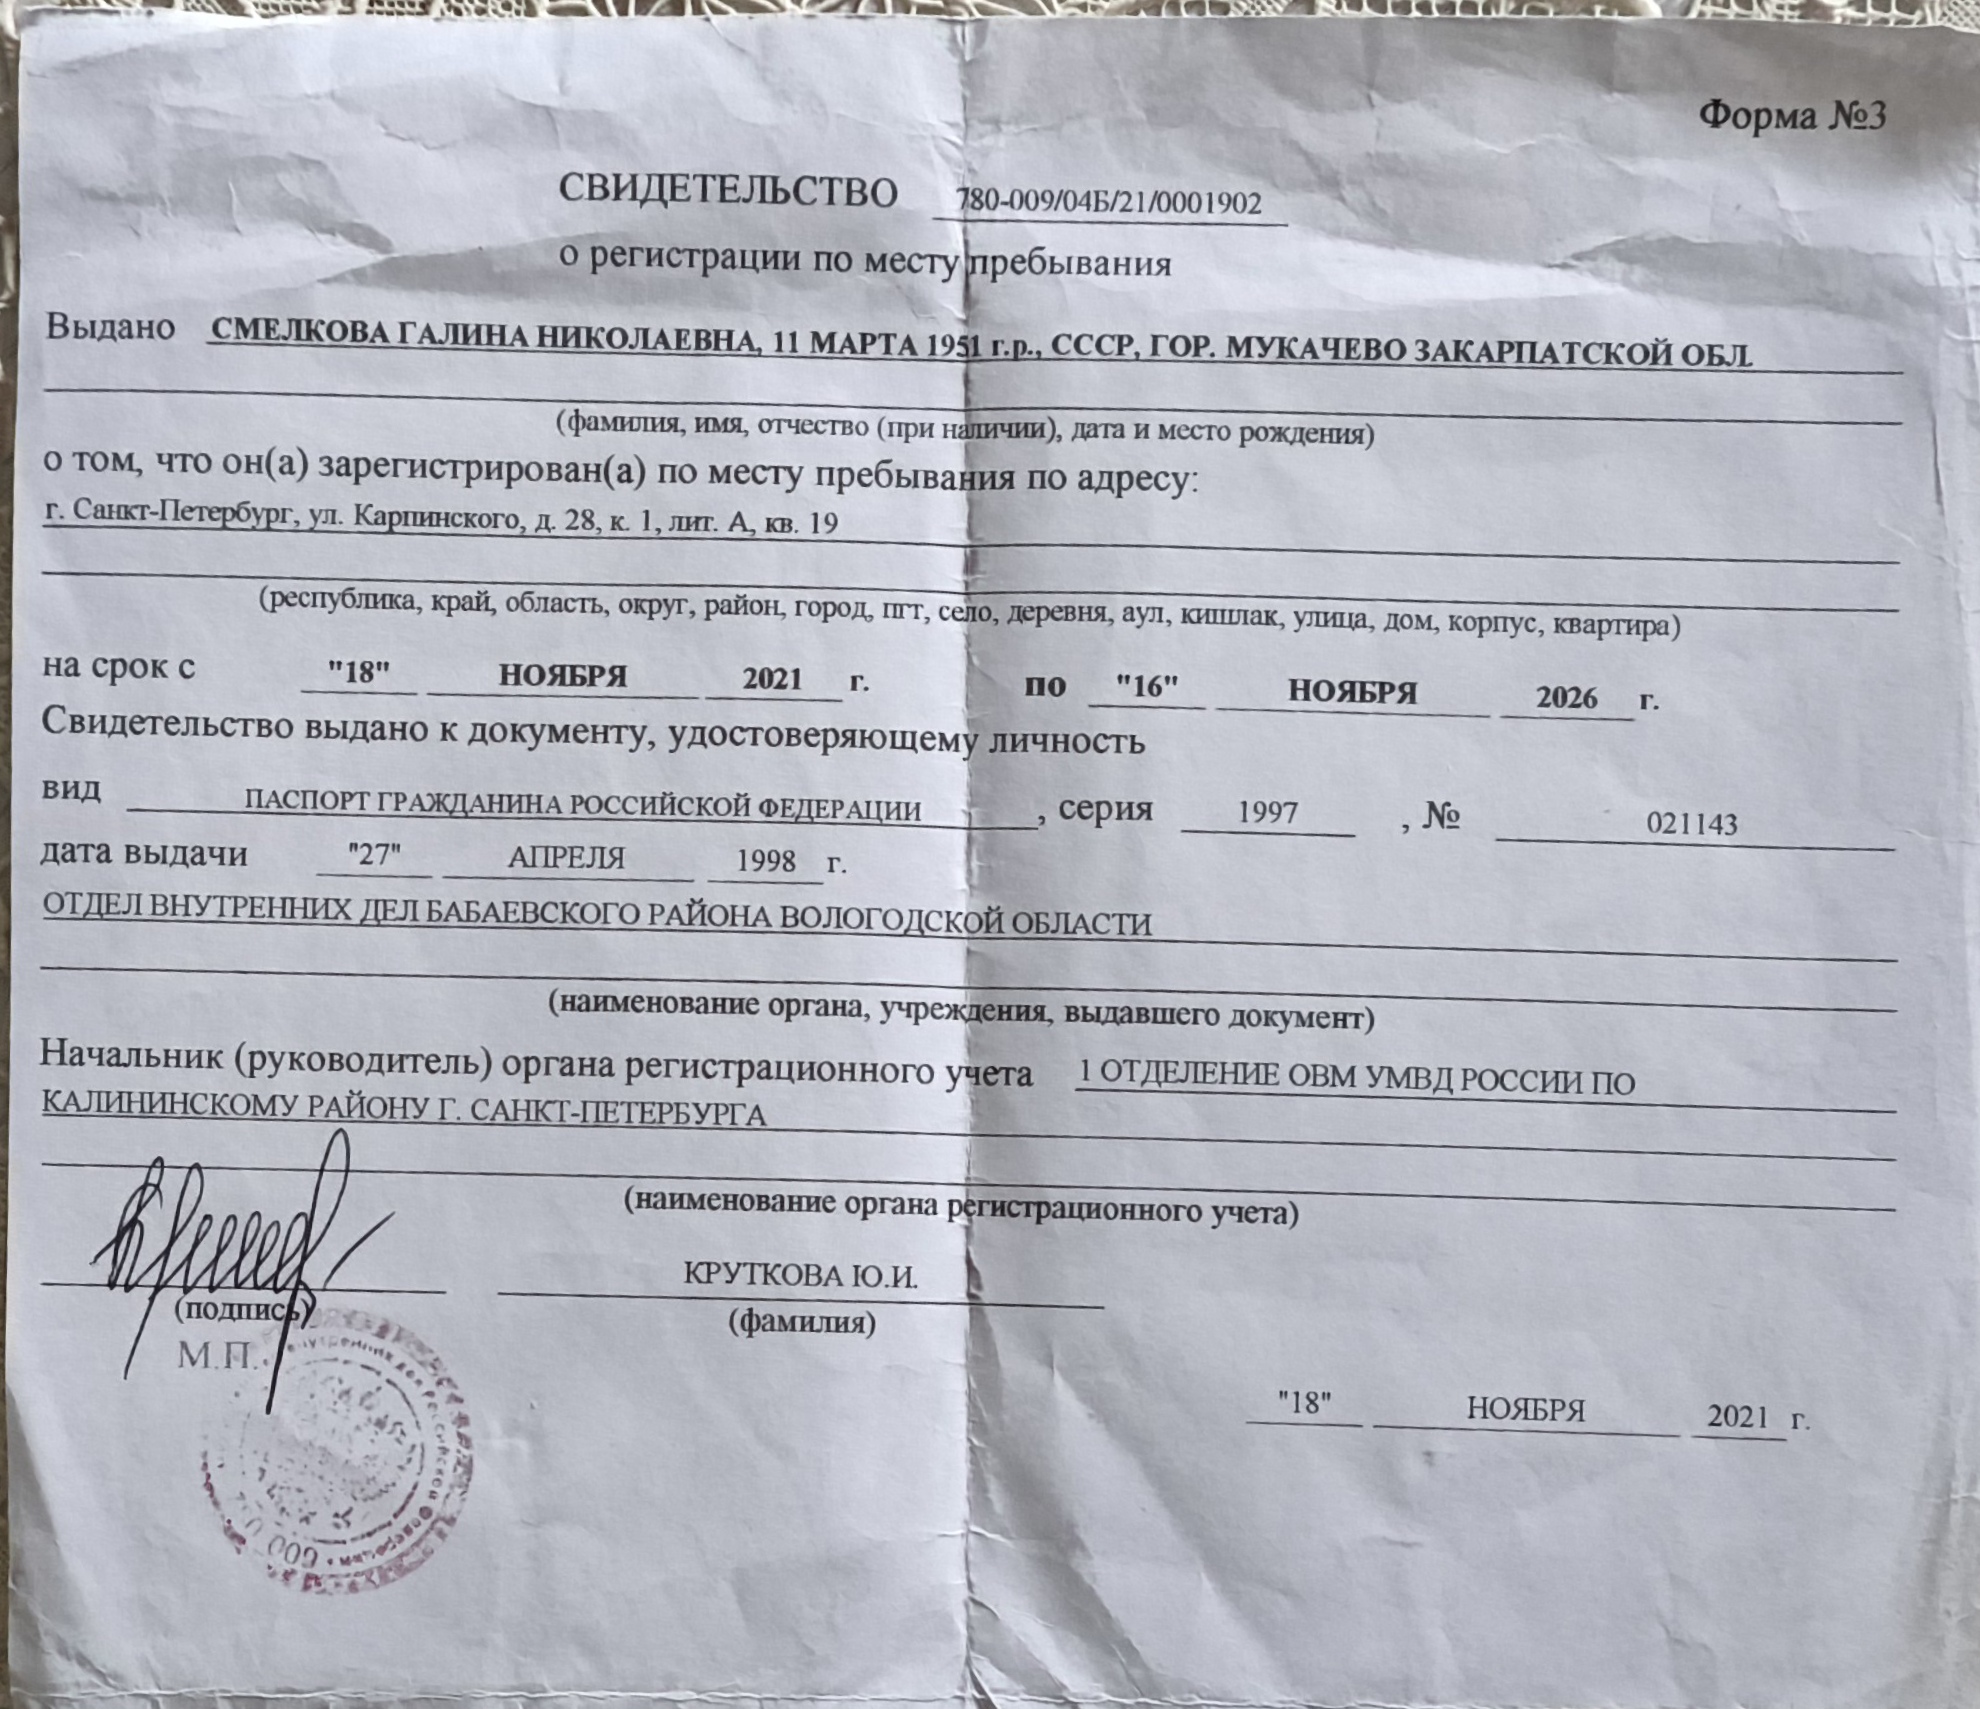 Форма №3
СВИДЕТЕЛЬСТВО 780-009/04Б/21/0001902
о регистрации по месту пребывания
Выдано СМЕЛКОВА ГАЛИНА НИКОЛАЕВНА, 11 МАРТА 1951 г.р., СССР, ГОР. МУКАЧЕВО ЗАКАРПАТСКОЙ ОБЛ.
(фамилия, имя, отчество (при наличии), дата и место рождения)
о том, что он(а) зарегистрирован(а) по месту пребывания по адресу:
г. Санкт-Петербург, ул. Карпинского, д. 28, к. 1, лит. А, кв. 19
(республика, край, область, округ, район, город, пгт, село, деревня, аул, кишлак, улица, дом, корпус, квартира)
на срок с "18" НОЯБРЯ 2021 г. по "16" НОЯБРЯ 2026 г.
Свидетельство выдано к документу, удостоверяющему личность
вид ПАСПОРТ ГРАЖДАНИНА РОССИЙСКОЙ ФЕДЕРАЦИИ , серия 1997 , № 021143
дата выдачи "27" АПРЕЛЯ 1998 г.
ОТДЕЛ ВНУТРЕННИХ ДЕЛ БАБАЕВСКОГО РАЙОНА ВОЛОГОДСКОЙ ОБЛАСТИ
(наименование органа, учреждения, выдавшего документ)
Начальник (руководитель) органа регистрационного учета 1 ОТДЕЛЕНИЕ ОВМ УМВД РОССИИ ПО
КАЛИНИНСКОМУ РАЙОНУ Г. САНКТ-ПЕТЕРБУРГА
(наименование органа регистрационного учета)
КРУТКОВА Ю.И.
(подпись) (фамилия)
М.П.
"18" НОЯБРЯ 2021 г.